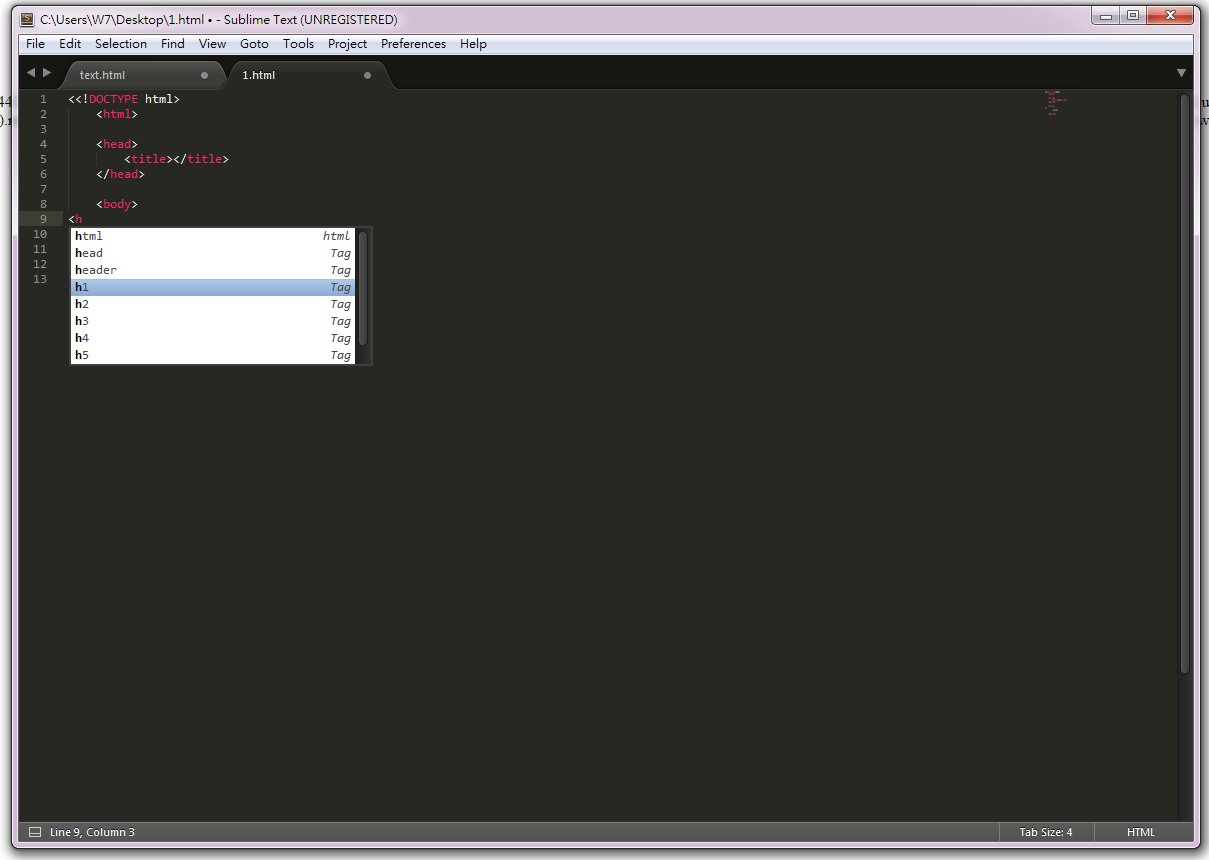 C:\Users\W7\Desktop\1.html • - Sublime Text (UNREGISTERED)
File Edit Selection Find View Goto Tools Project Preferences Help
text.html 1.html
1 <<!DOCTYPE html>
2 <html>
3
4 <head>
5 <title></title>
6 </head>
7
8 <body>
9 <h
10 html html
11 head Tag
12 header Tag
13 h1 Tag
h2 Tag
h3 Tag
h4 Tag
h5 Tag
Line 9, Column 3 Tab Size: 4 HTML